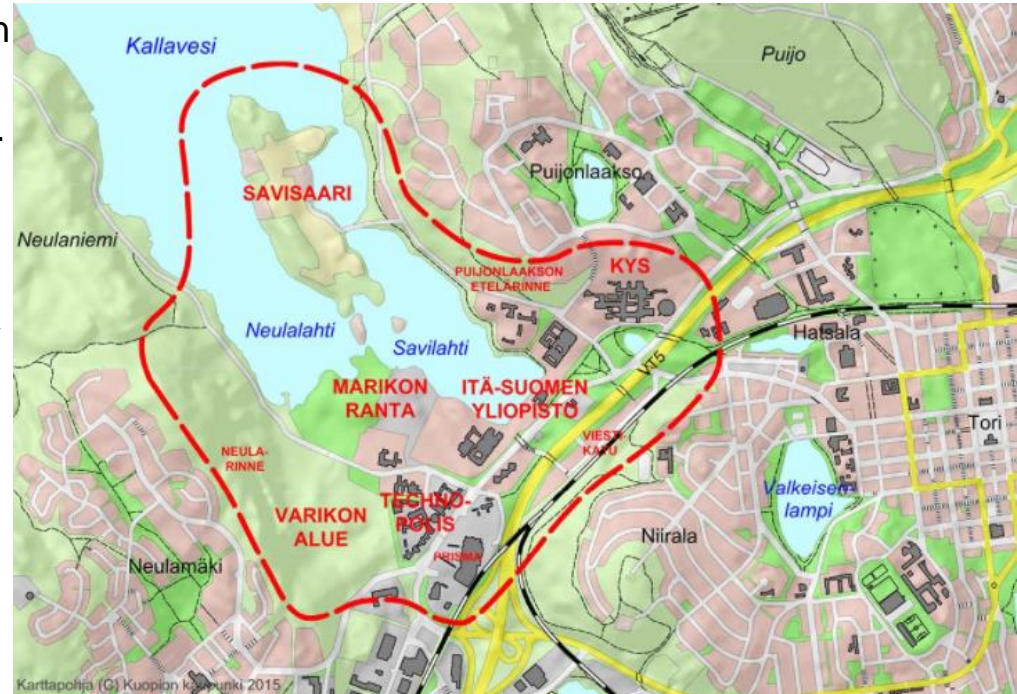 n
.
Kallavesi
Puijo
Puijonlaakso
SAVISAARI
Neulaniemi
PUIJONLAAKSON
ETELÄRINNE
KYS
Neulalahti
Savilahti
Hatsala
VT5
MARIKON
RANTA
ITÄ-SUOMEN
YLIOPISTO
Tori
VIESTI-
KATU
NEULA-
RINNE
Valkeisen-
lampi
TECHNO-
POLIS
VARIKON
ALUE
PRISMA
Niirala
Neulamäki
Karttapohja (C) Kuopion kaupunki 2015